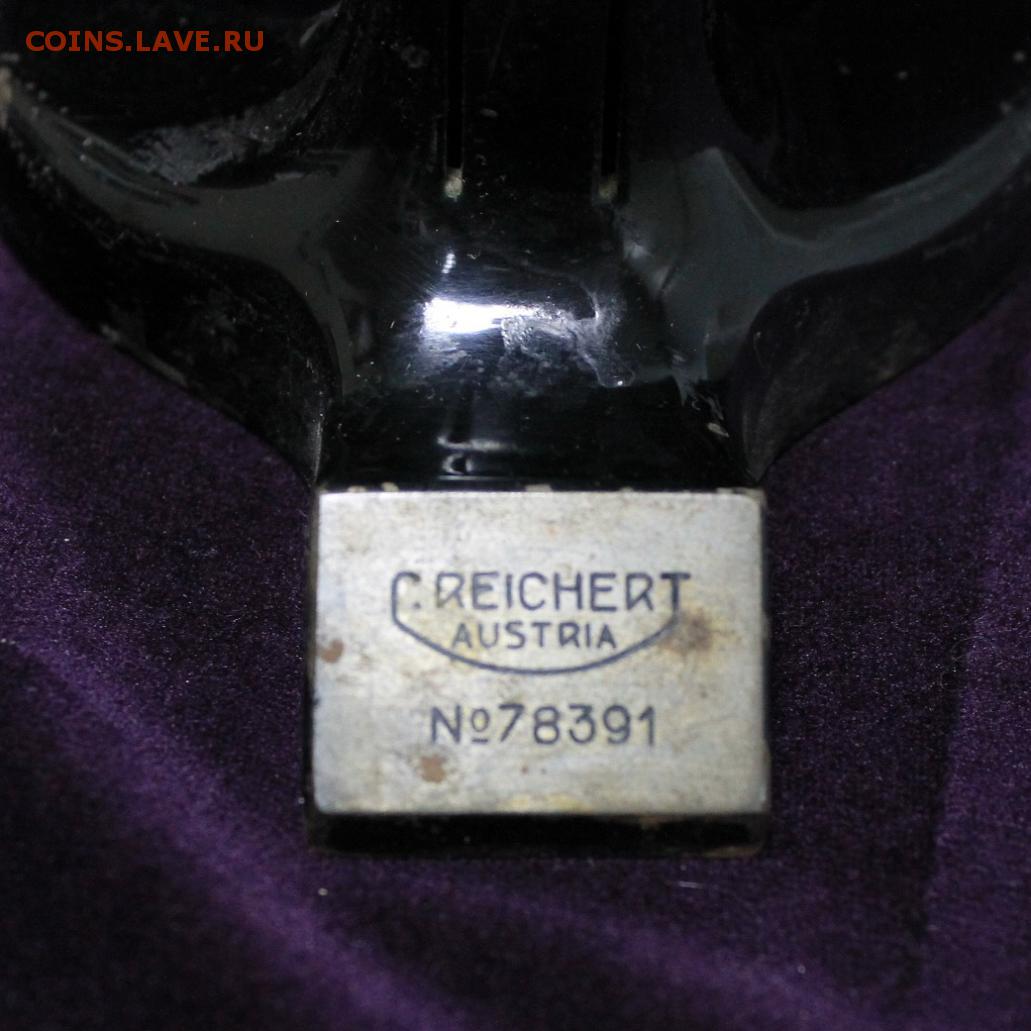 COINS.LAVE.RU
C. REICHERT
AUSTRIA
№78391